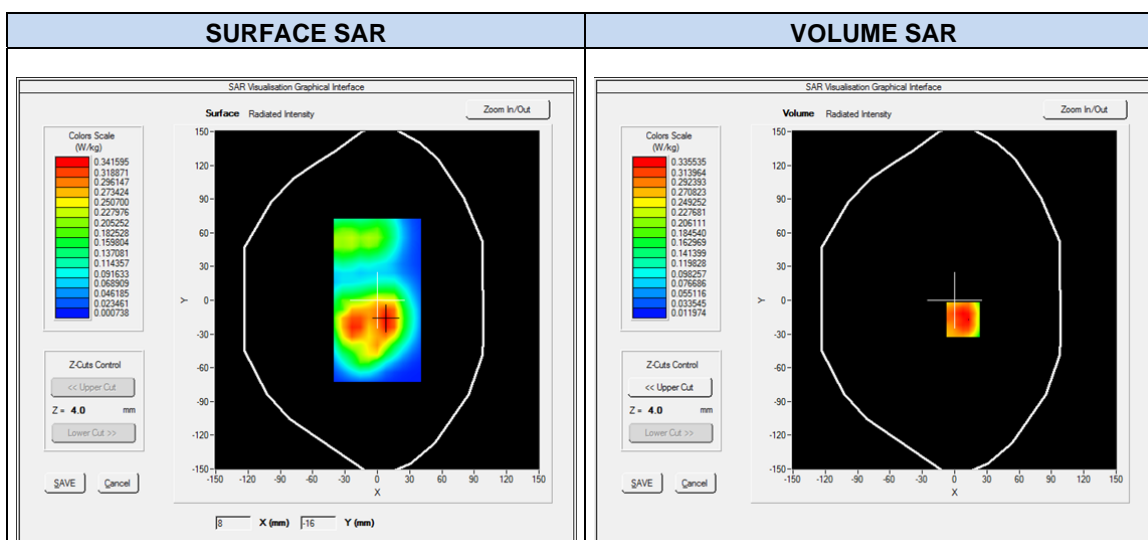 SURFACE SAR
SAR Visualisation Graphical Interface
Surface Radiated Intensity
Zoom In/Out
Colors Scale
(W/kg)
0.341595
0.318871
0.296147
0.273424
0.250700
0.227976
0.205252
0.182528
0.159804
0.137081
0.114357
0.091633
0.068909
0.046185
0.023461
0.000738
Z-Cuts Control
<< Upper Cut
Z = 4.0 mm
Lower Cut >>
SAVE Cancel
150
120
90
60
30
0
-30
-60
-90
-120
-150
Y
-150 -120 -90 -60 -30 0 30 60 90 120 150
X
8 X (mm) -16 Y (mm)
VOLUME SAR
SAR Visualisation Graphical Interface
Volume Radiated Intensity
Zoom In/Out
Colors Scale
(W/kg)
0.335535
0.313964
0.292393
0.270823
0.249252
0.227681
0.206111
0.184540
0.162969
0.141399
0.119828
0.098257
0.076686
0.055116
0.033545
0.011974
Z-Cuts Control
<< Upper Cut
Z = 4.0 mm
Lower Cut >>
SAVE Cancel
150
120
90
60
30
0
-30
-60
-90
-120
-150
Y
-150 -120 -90 -60 -30 0 30 60 90 120 150
X